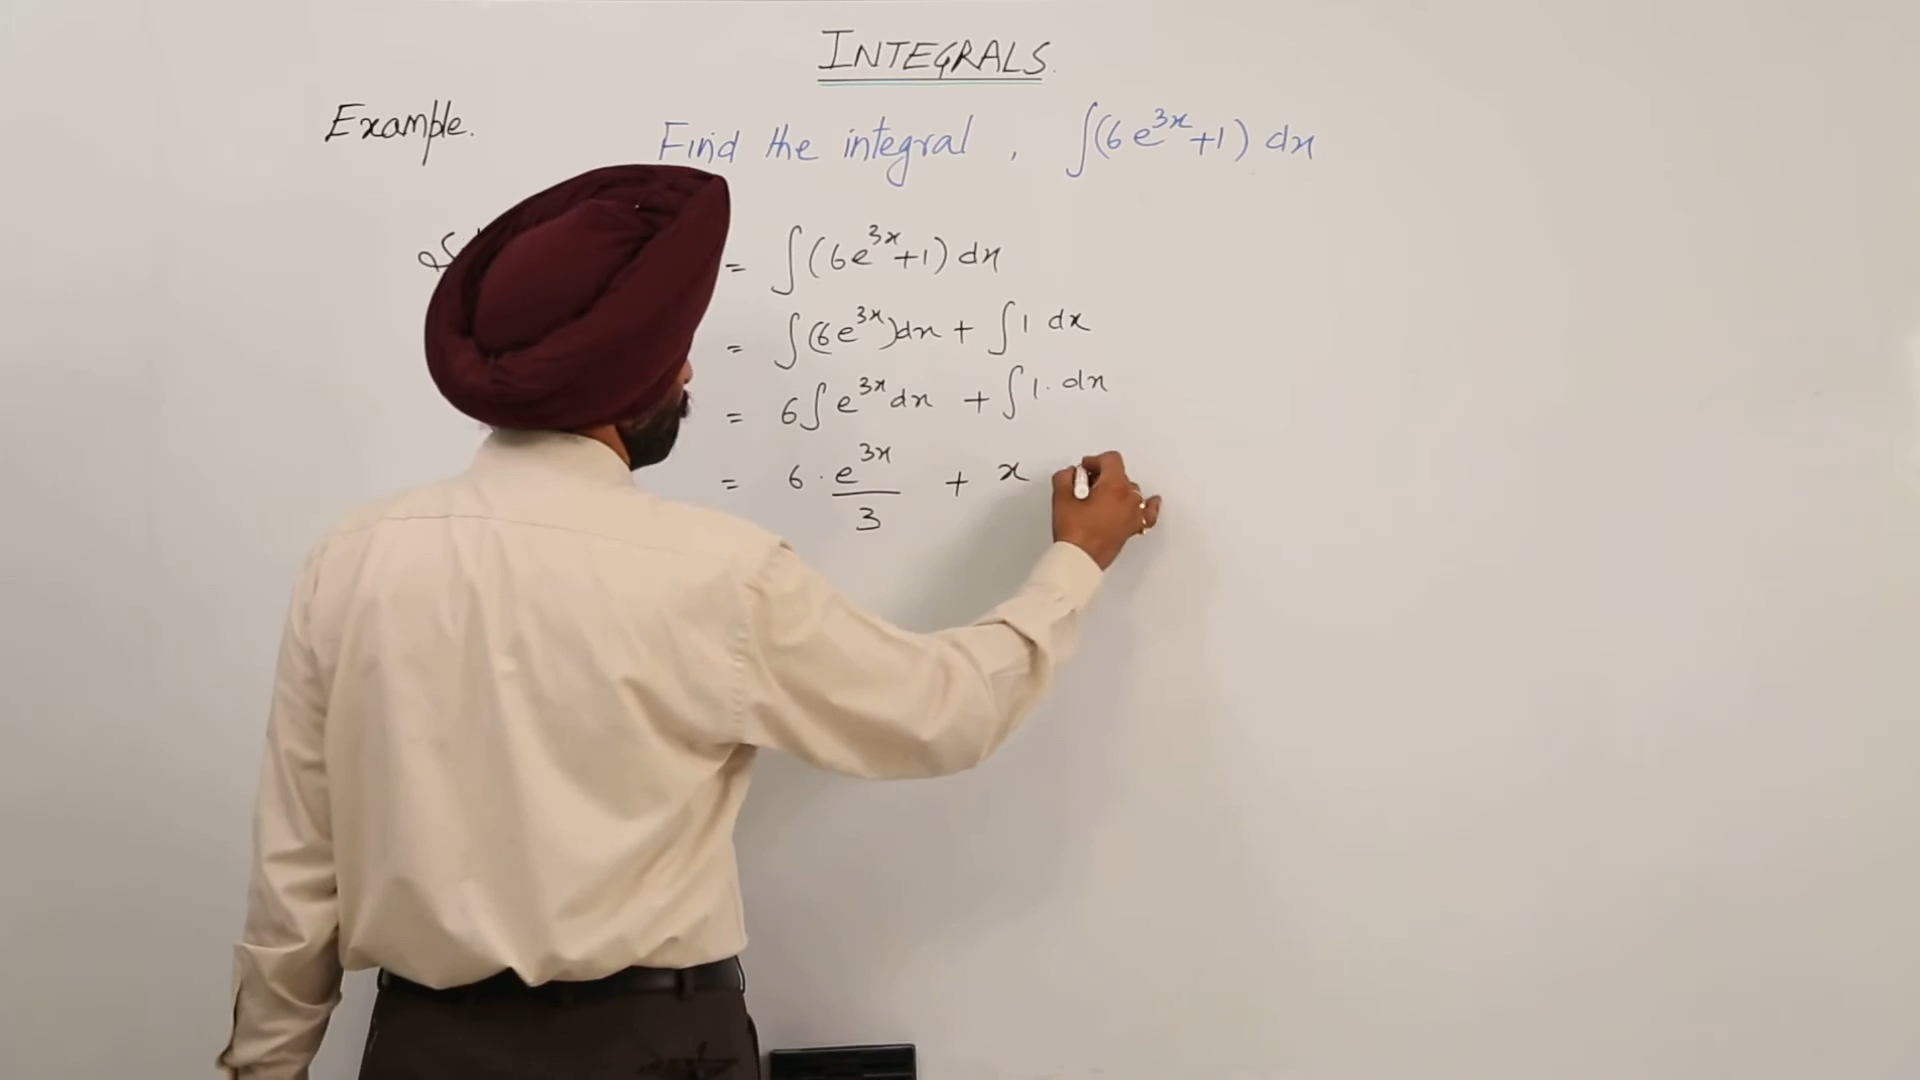 INTEGRALS.
Example.
Find the integral, ∫(6e^{3x}+1) dx
= ∫(6e^{3x}+1) dx
= ∫(6e^{3x})dx + ∫1 dx
= 6∫e^{3x} dx + ∫1. dx
= 6 · e^{3x}/3 + x